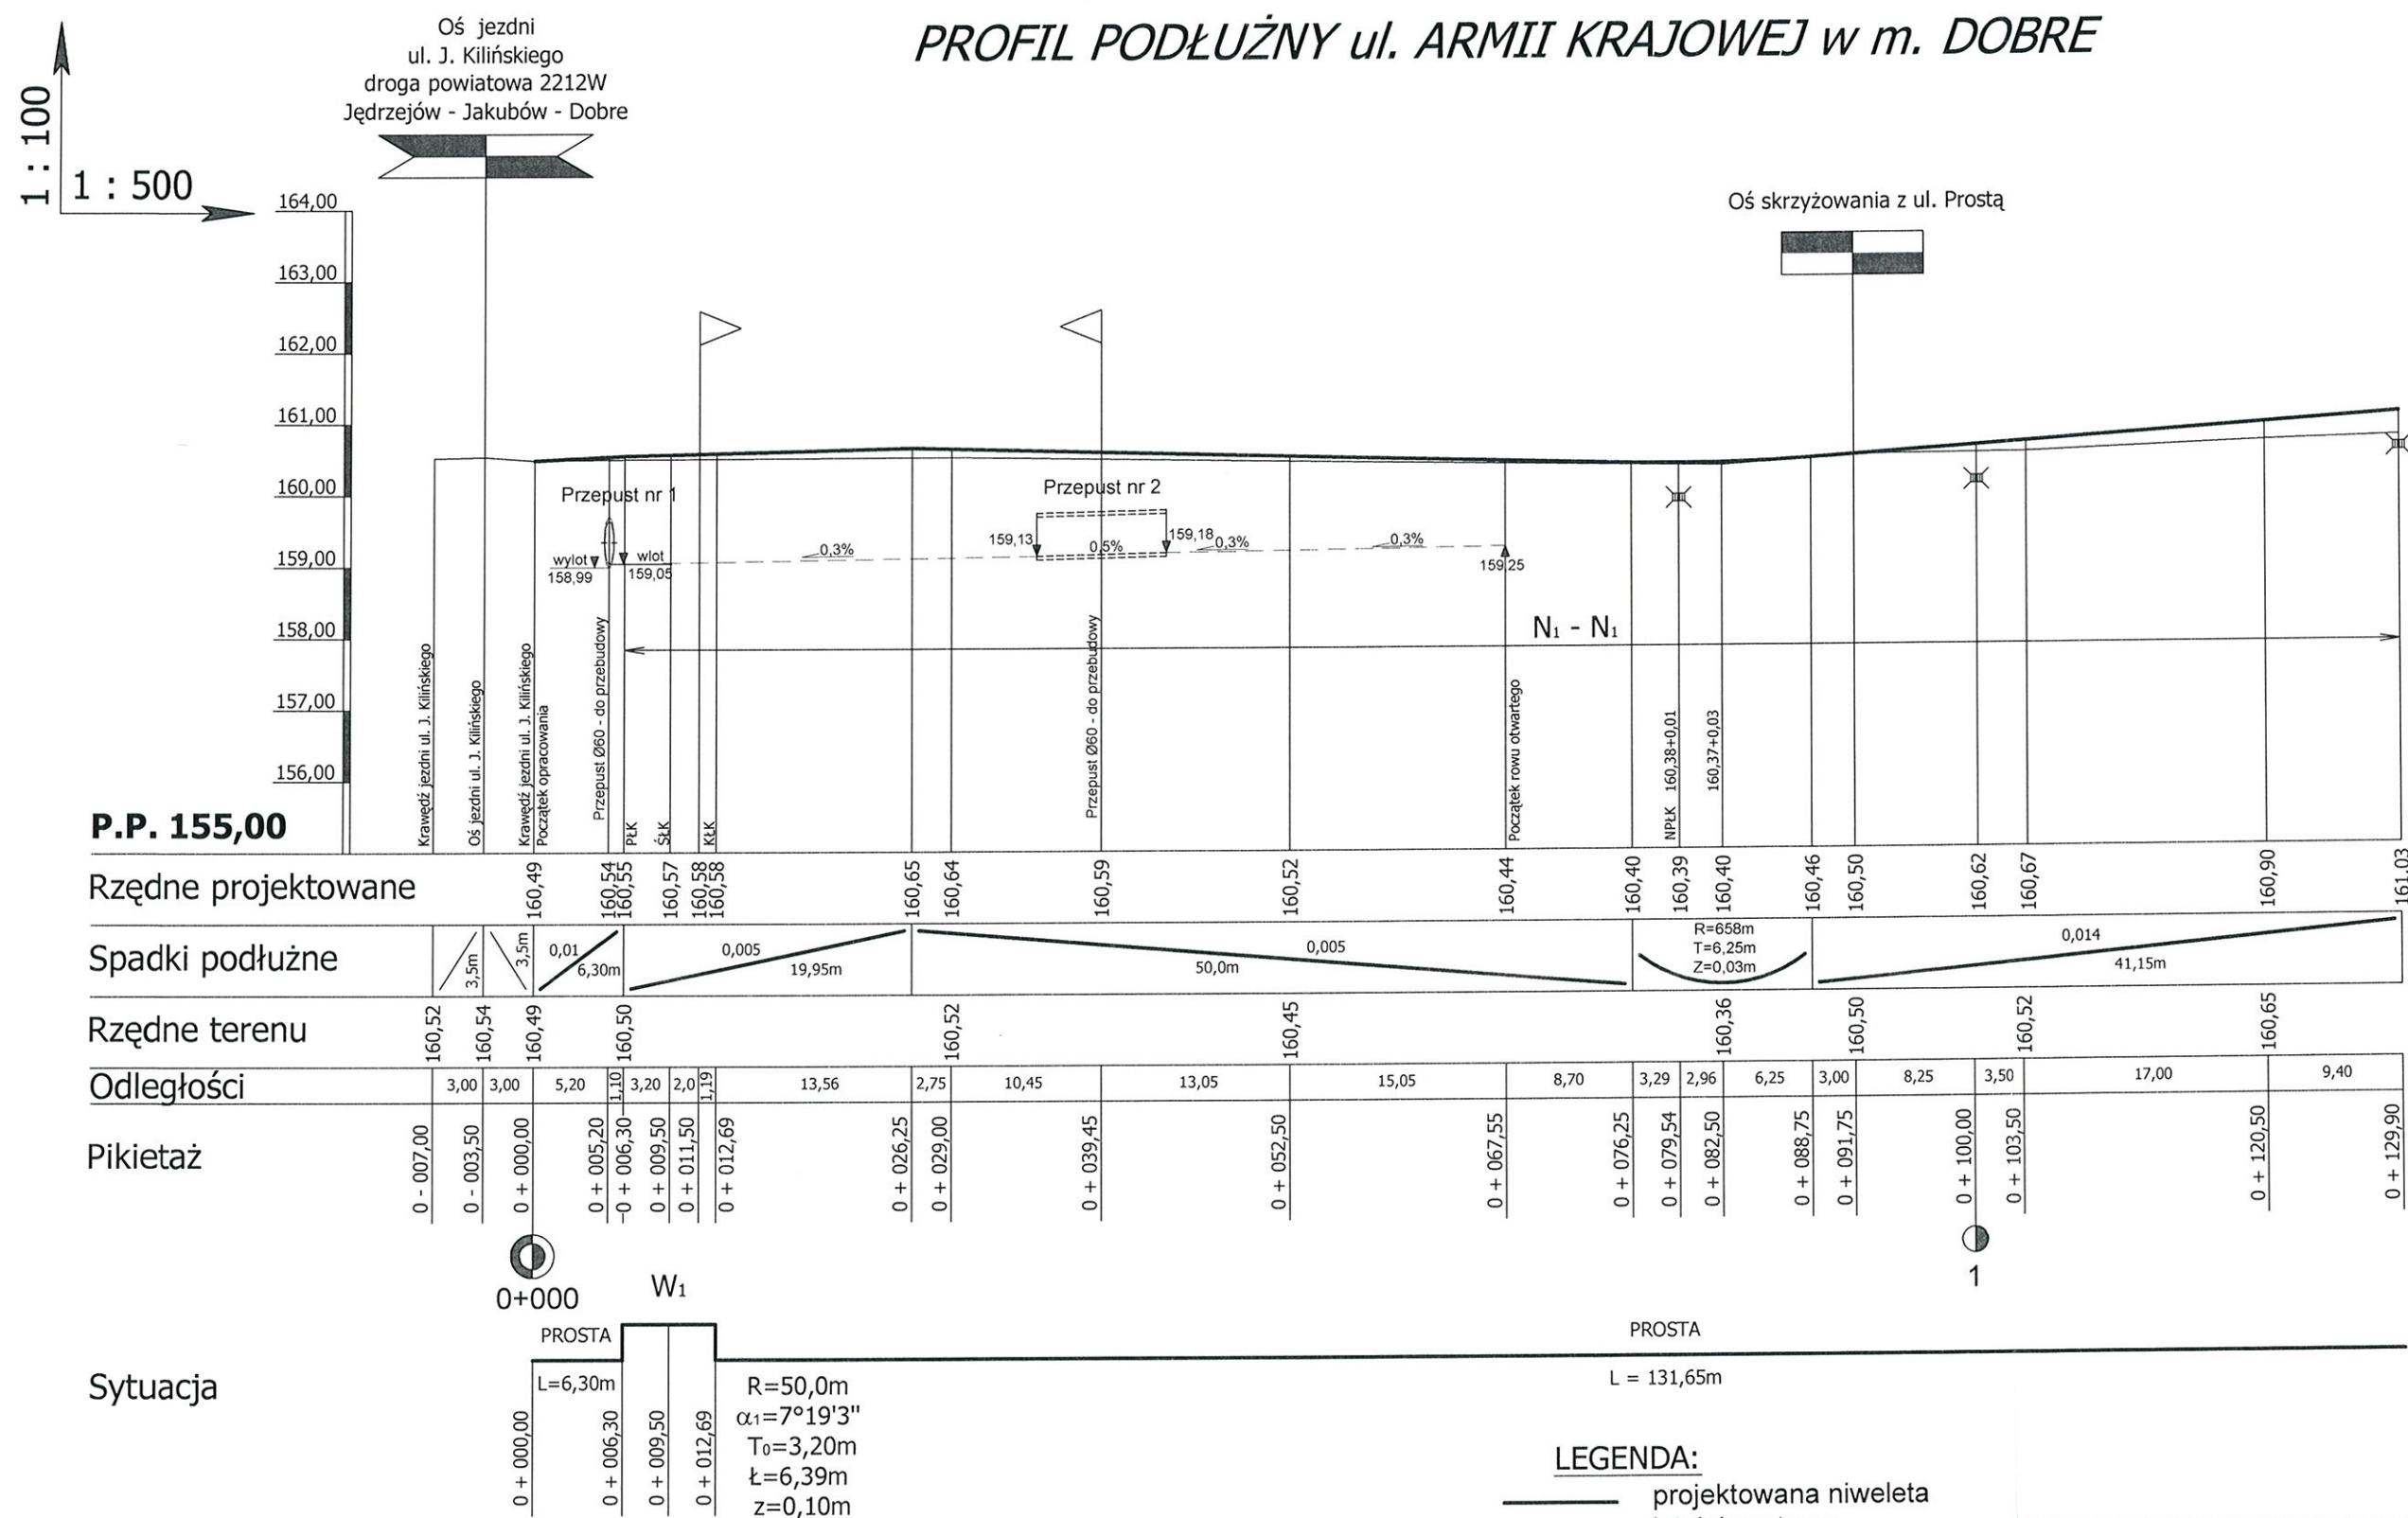 PROFIL PODŁUŻNY ul. ARMII KRAJOWEJ w m. DOBRE
1 : 100
1 : 500
Oś jezdni
ul. J. Kilińskiego
droga powiatowa 2212W
Jędrzejów - Jakubów - Dobre
Oś skrzyżowania z ul. Prostą
164,00
163,00
162,00
161,00
160,00
159,00
158,00
157,00
156,00
P.P. 155,00
Przepust nr 1
wylot
158,99
wlot
159,05
0,3%
Przepust nr 2
159,13
0,5%
159,18
0,3%
0,3%
159,25
N1 - N1
Krawędź jezdni ul. J. Kilińskiego
Oś jezdni ul. J. Kilińskiego
Krawędź jezdni ul. J. Kilińskiego
Początek opracowania
Przepust Ø60 - do przebudowy
PŁK
ŚŁK
KŁK
Przepust Ø60 - do przebudowy
Początek rowu otwartego
NPŁK 160,38+0,01
160,37+0,03
Rzędne projektowane
160,49
160,54
160,55
160,57
160,58
160,58
160,65
160,64
160,59
160,52
160,44
160,40
160,39
160,40
160,46
160,50
160,62
160,67
160,90
161,03
Spadki podłużne
3,5m
3,5m
0,01
6,30m
0,005
19,95m
0,005
50,0m
R=658m
T=6,25m
Z=0,03m
0,014
41,15m
Rzędne terenu
160,52
160,54
160,49
160,50
160,52
160,45
160,36
160,50
160,52
160,65
Odległości
3,00
3,00
5,20
1,10
3,20
2,0
1,19
13,56
2,75
10,45
13,05
15,05
8,70
3,29
2,96
6,25
3,00
8,25
3,50
17,00
9,40
Pikietaż
0 - 007,00
0 - 003,50
0 + 000,00
0 + 005,20
0 + 006,30
0 + 009,50
0 + 011,50
0 + 012,69
0 + 026,25
0 + 029,00
0 + 039,45
0 + 052,50
0 + 067,55
0 + 076,25
0 + 079,54
0 + 082,50
0 + 088,75
0 + 091,75
0 + 100,00
0 + 103,50
0 + 120,50
0 + 129,90
0+000
W1
1
Sytuacja
PROSTA
L=6,30m
PROSTA
L = 131,65m
0 + 000,00
0 + 006,30
0 + 009,50
0 + 012,69
R=50,0m
α1=7°19'3"
T0=3,20m
Ł=6,39m
z=0,10m
LEGENDA:
projektowana niweleta